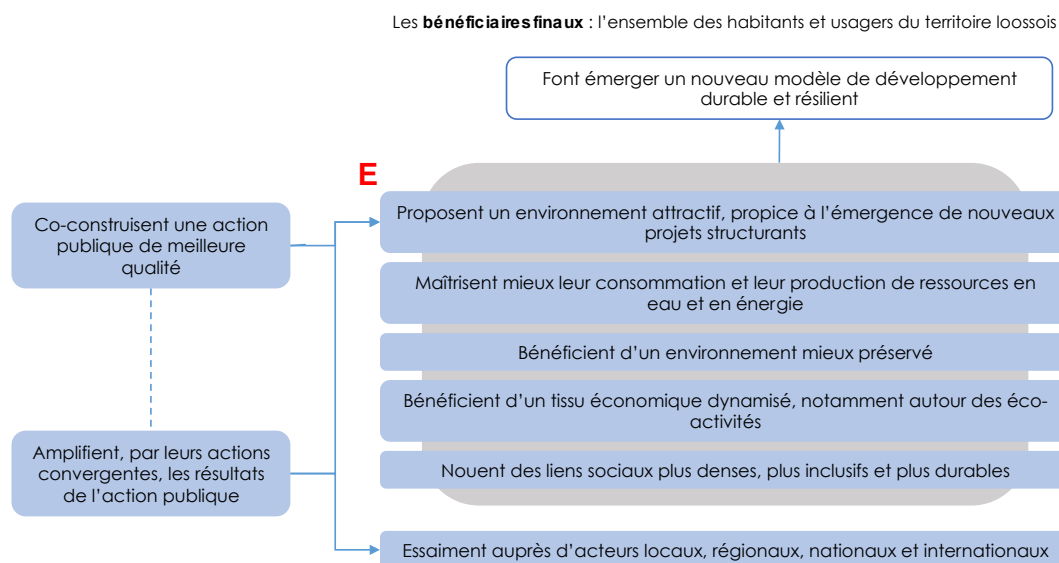 Les bénéficiaires finaux : l’ensemble des habitants et usagers du territoire loossois
Font émerger un nouveau modèle de développement
durable et résilient
E
Co-construisent une action
publique de meilleure
qualité
Proposent un environnement attractif, propice à l’émergence de nouveaux
projets structurants
Maîtrisent mieux leur consommation et leur production de ressources en
eau et en énergie
Bénéficient d’un environnement mieux préservé
Bénéficient d’un tissu économique dynamisé, notamment autour des éco-
activités
Amplifient, par leurs actions
convergentes, les résultats
de l’action publique
Nouent des liens sociaux plus denses, plus inclusifs et plus durables
Essaiment auprès d’acteurs locaux, régionaux, nationaux et internationaux